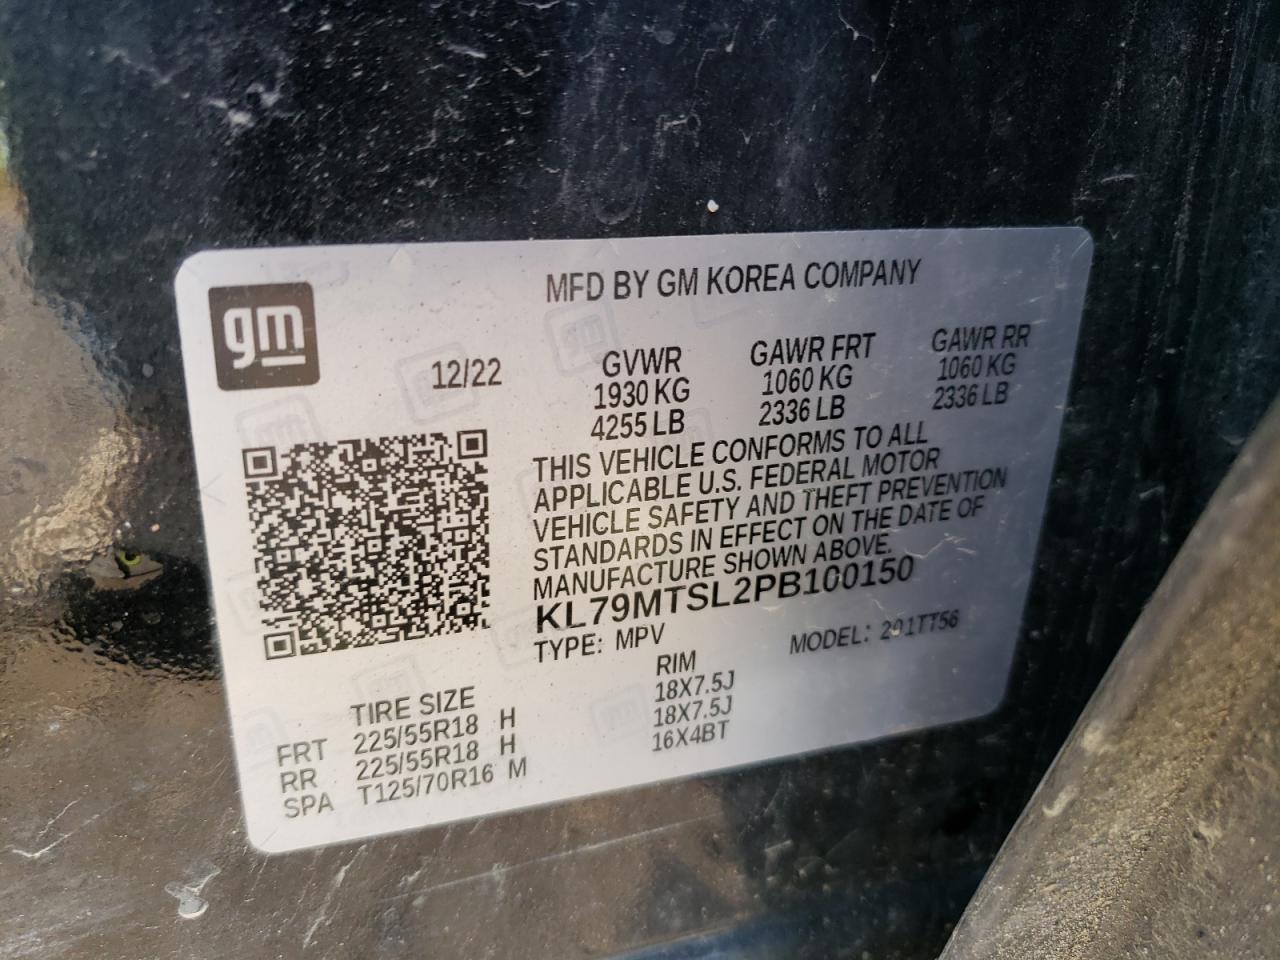 gm
MFD BY GM KOREA COMPANY
12/22
GVWR GAWR FRT GAWR RR
1930 KG 1060 KG 1060 KG
4255 LB 2336 LB 2336 LB
THIS VEHICLE CONFORMS TO ALL
APPLICABLE U.S. FEDERAL MOTOR
VEHICLE SAFETY AND THEFT PREVENTION
STANDARDS IN EFFECT ON THE DATE OF
MANUFACTURE SHOWN ABOVE.
KL79MTSL2PB100150
TYPE: MPV MODEL: 201TT56
TIRE SIZE RIM
FRT 225/55R18 H 18X7.5J
RR 225/55R18 H 18X7.5J
SPA T125/70R16 M 16X4BT